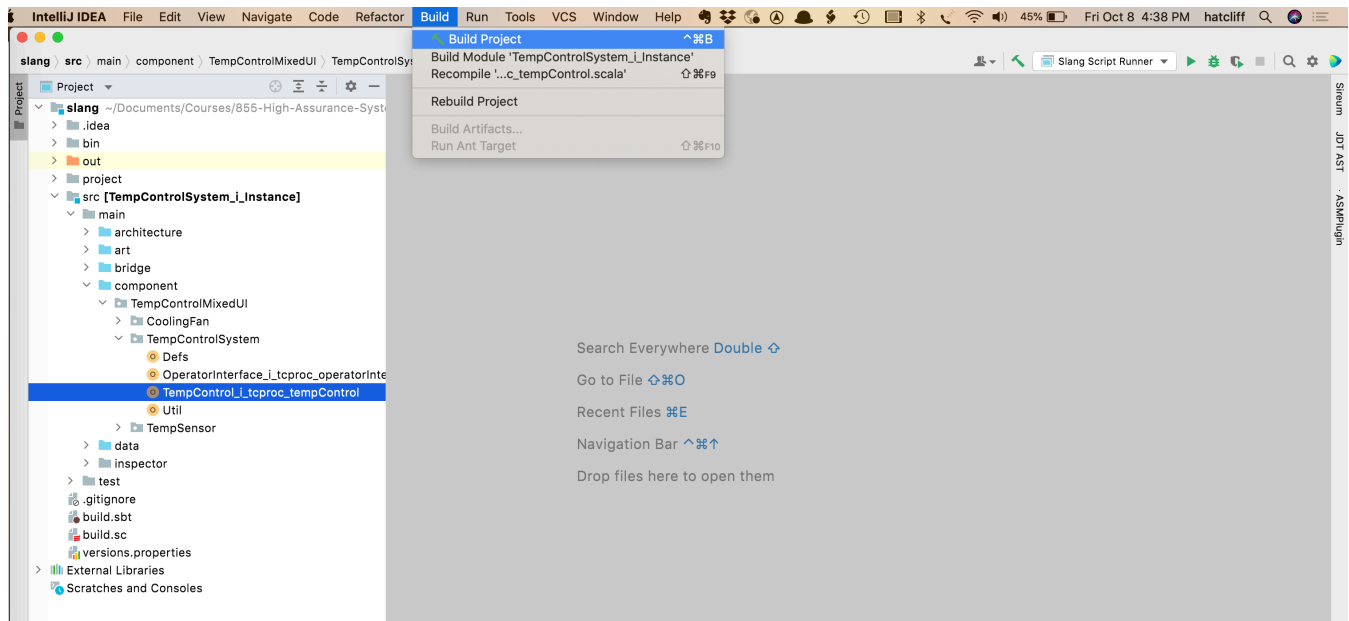 IntelliJ IDEA File Edit View Navigate Code Refactor Build Run Tools VCS Window Help 45% Fri Oct 8 4:38 PM hatcliff
Build Project ^⌘B
Build Module 'TempControlSystem_i_Instance'
Recompile '...c_tempControl.scala' ⇧⌘F9
Rebuild Project
Build Artifacts...
Run Ant Target ⇧⌘F10
slang src main component TempControlMixedUI TempControlSys
Slang Script Runner
Project
Project
slang ~/Documents/Courses/855-High-Assurance-Syst
.idea
bin
out
project
src [TempControlSystem_i_Instance]
main
architecture
art
bridge
component
TempControlMixedUI
CoolingFan
TempControlSystem
Defs
OperatorInterface_i_tcproc_operatorInte
TempControl_i_tcproc_tempControl
Util
TempSensor
data
inspector
test
.gitignore
build.sbt
build.sc
versions.properties
External Libraries
Scratches and Consoles
Search Everywhere Double ⇧
Go to File ⇧⌘O
Recent Files ⌘E
Navigation Bar ^⌘↑
Drop files here to open them
Sireum
JDT AST
ASMPlugin